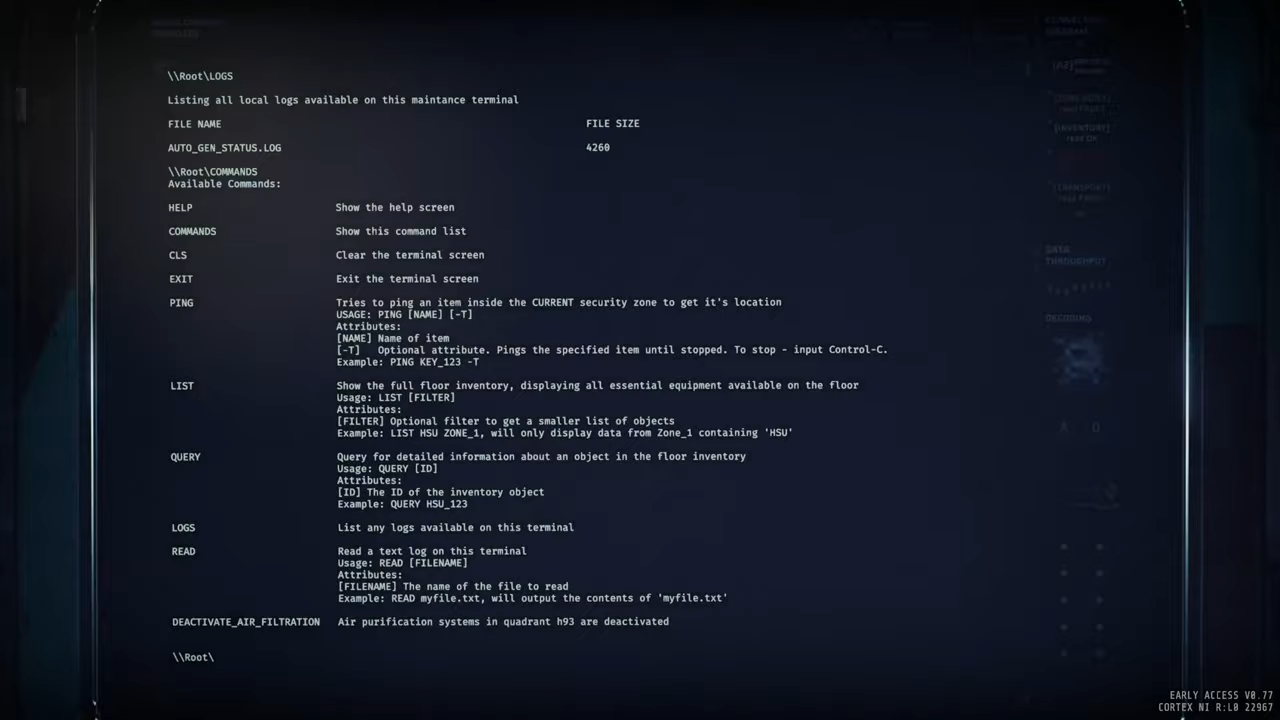 \\Root\LOGS
Listing all local logs available on this maintance terminal
FILE NAME FILE SIZE
AUTO_GEN_STATUS.LOG 4260
\\Root\COMMANDS
Available Commands:
HELP Show the help screen
COMMANDS Show this command list
CLS Clear the terminal screen
EXIT Exit the terminal screen
PING Tries to ping an item inside the CURRENT security zone to get it's location
USAGE: PING [NAME] [-T]
Attributes:
[NAME] Name of item
[-T] Optional attribute. Pings the specified item until stopped. To stop - input Control-C.
Example: PING KEY_123 -T
LIST Show the full floor inventory, displaying all essential equipment available on the floor
Usage: LIST [FILTER]
Attributes:
[FILTER] Optional filter to get a smaller list of objects
Example: LIST HSU ZONE_1, will only display data from Zone_1 containing 'HSU'
QUERY Query for detailed information about an object in the floor inventory
Usage: QUERY [ID]
Attributes:
[ID] The ID of the inventory object
Example: QUERY HSU_123
LOGS List any logs available on this terminal
READ Read a text log on this terminal
Usage: READ [FILENAME]
Attributes:
[FILENAME] The name of the file to read
Example: READ myfile.txt, will output the contents of 'myfile.txt'
DEACTIVATE_AIR_FILTRATION Air purification systems in quadrant h93 are deactivated
\\Root\
[INVENTORY]
read OK
DATA
THROUGHPUT
DECODING
EARLY ACCESS V0.77
CORTEX NI R:L0 22967